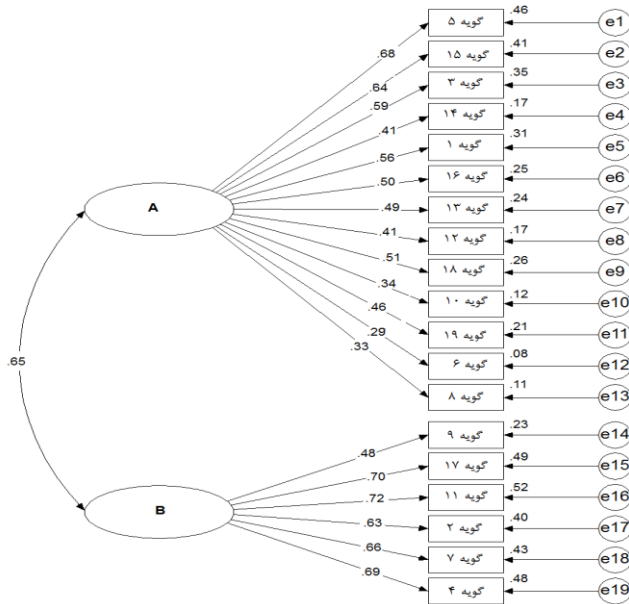 .68 گویه ۵ .46 e1
.64 گویه ۱۵ .41 e2
.59 گویه ۳ .35 e3
.41 گویه ۱۴ .17 e4
.56 گویه ۱ .31 e5
.50 گویه ۱۶ .25 e6
A
.49 گویه ۱۳ .24 e7
.41 گویه ۱۲ .17 e8
.51 گویه ۱۸ .26 e9
.34 گویه ۱۰ .12 e10
.46 گویه ۱۹ .21 e11
.29 گویه ۶ .08 e12
.33 گویه ۸ .11 e13
.65
.48 گویه ۹ .23 e14
.70 گویه ۱۷ .49 e15
.72 گویه ۱۱ .52 e16
B
.63 گویه ۲ .40 e17
.66 گویه ۷ .43 e18
.69 گویه ۴ .48 e19